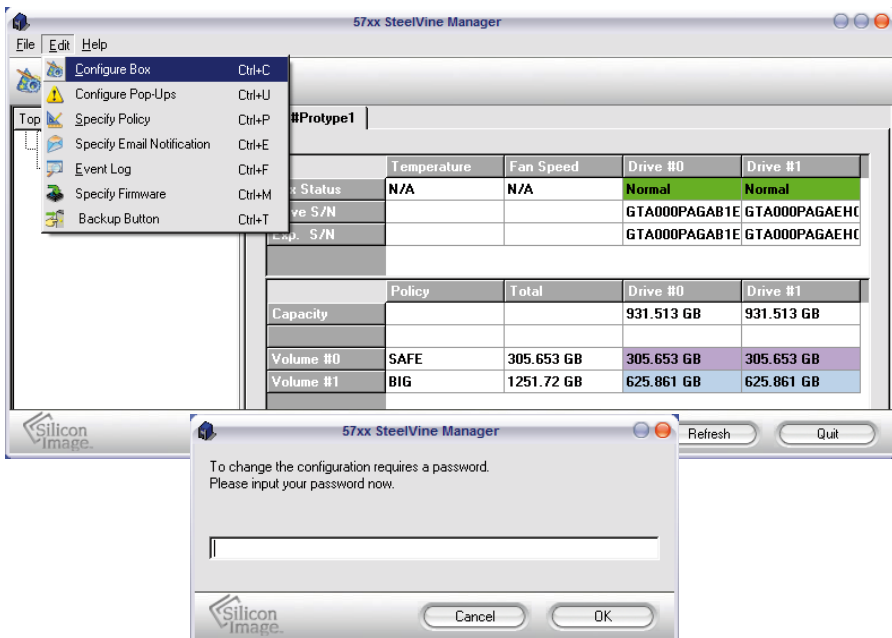 57xx SteelVine Manager
File Edit Help
Configure Box Ctrl+C
Configure Pop-Ups Ctrl+U
Specify Policy Ctrl+P
Specify Email Notification Ctrl+E
Event Log Ctrl+F
Specify Firmware Ctrl+M
Backup Button Ctrl+T
Top
#Protype1
Temperature Fan Speed Drive #0 Drive #1
Status N/A N/A Normal Normal
S/N GTA000PAGAB1E GTA000PAGAEH
Exp. S/N GTA000PAGAB1E GTA000PAGAEH
Policy Total Drive #0 Drive #1
Capacity 931.513 GB 931.513 GB
Volume #0 SAFE 305.653 GB 305.653 GB 305.653 GB
Volume #1 BIG 1251.72 GB 625.861 GB 625.861 GB
Silicon Image Refresh Quit
57xx SteelVine Manager
To change the configuration requires a password.
Please input your password now.
Silicon Image Cancel OK